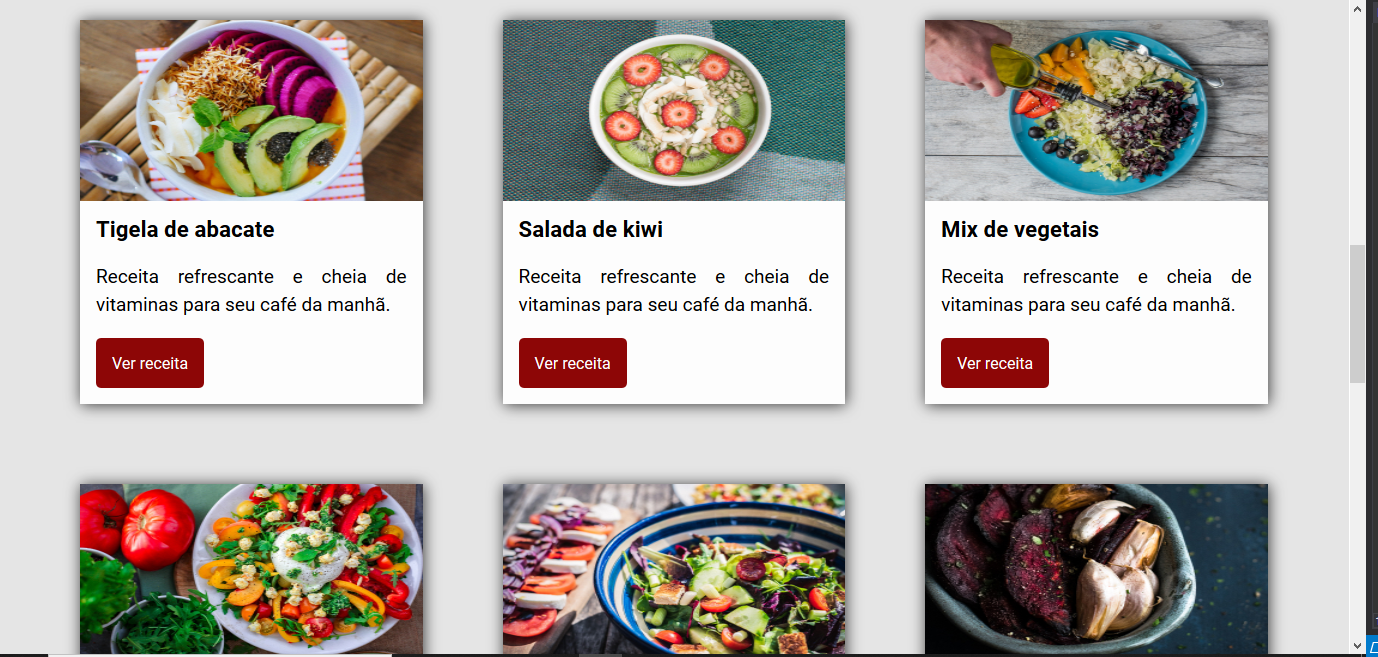 Tigela de abacate
Receita refrescante e cheia de
vitaminas para seu café da manhã.
Ver receita
Salada de kiwi
Receita refrescante e cheia de
vitaminas para seu café da manhã.
Ver receita
Mix de vegetais
Receita refrescante e cheia de
vitaminas para seu café da manhã.
Ver receita